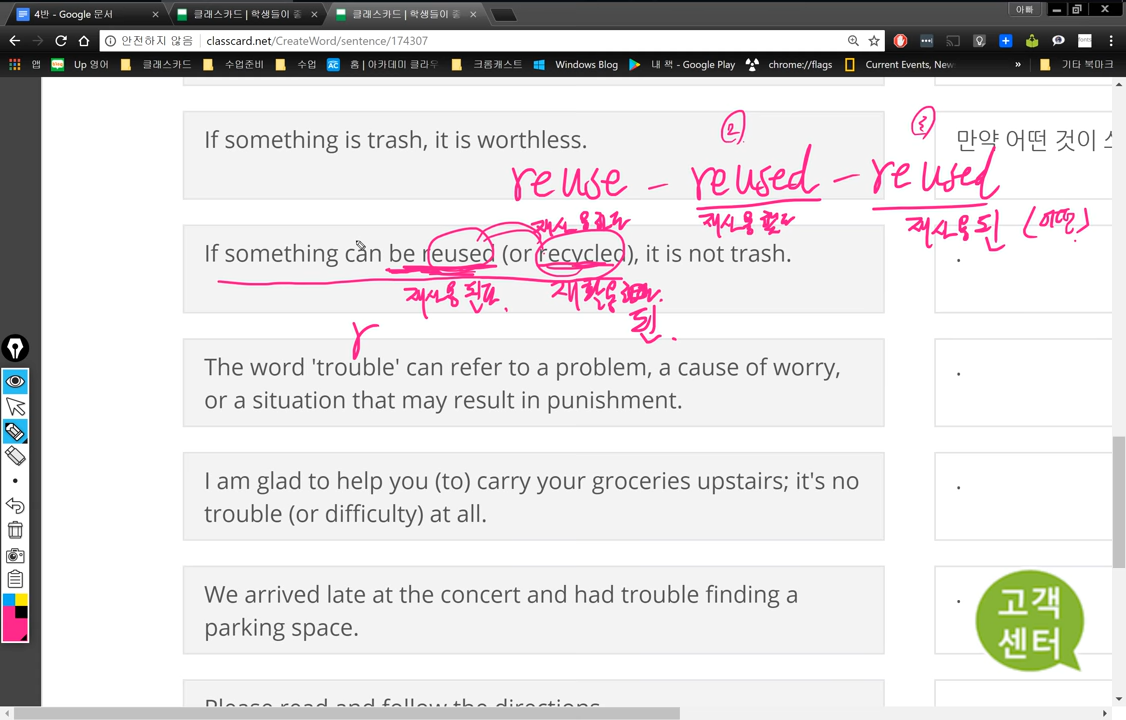 4반 - Google 문서
클래스카드 | 학생들이 좋
클래스카드 | 학생들이 좋
아빠
안전하지 않음 classcard.net/CreateWord/sentence/174307
앱
Up 영어
클래스카드
수업준비
수업
홈 | 아카데미 클라우
크롬캐스트
Windows Blog
내 책 - Google Play
chrome://flags
Current Events, New
»
기타 북마크
If something is trash, it is worthless.
만약 어떤 것이 쓰
② ③
reuse – reused – reused
재사용하다 재사용했다 재사용된 (어떤)
If something can be reused (or recycled), it is not trash.
.
재사용 된다. 재활용
된.
r
The word 'trouble' can refer to a problem, a cause of worry,
or a situation that may result in punishment.
.
I am glad to help you (to) carry your groceries upstairs; it's no
trouble (or difficulty) at all.
.
We arrived late at the concert and had trouble finding a
parking space.
.
고객
센터
Please read and follow the directions